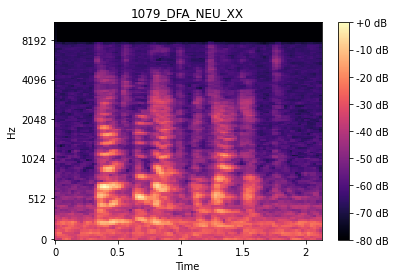 1079_DFA_NEU_XX
8192
4096
2048
1024
512
0
Hz
0
0.5
1
1.5
2
Time
+0 dB
-10 dB
-20 dB
-30 dB
-40 dB
-50 dB
-60 dB
-70 dB
-80 dB